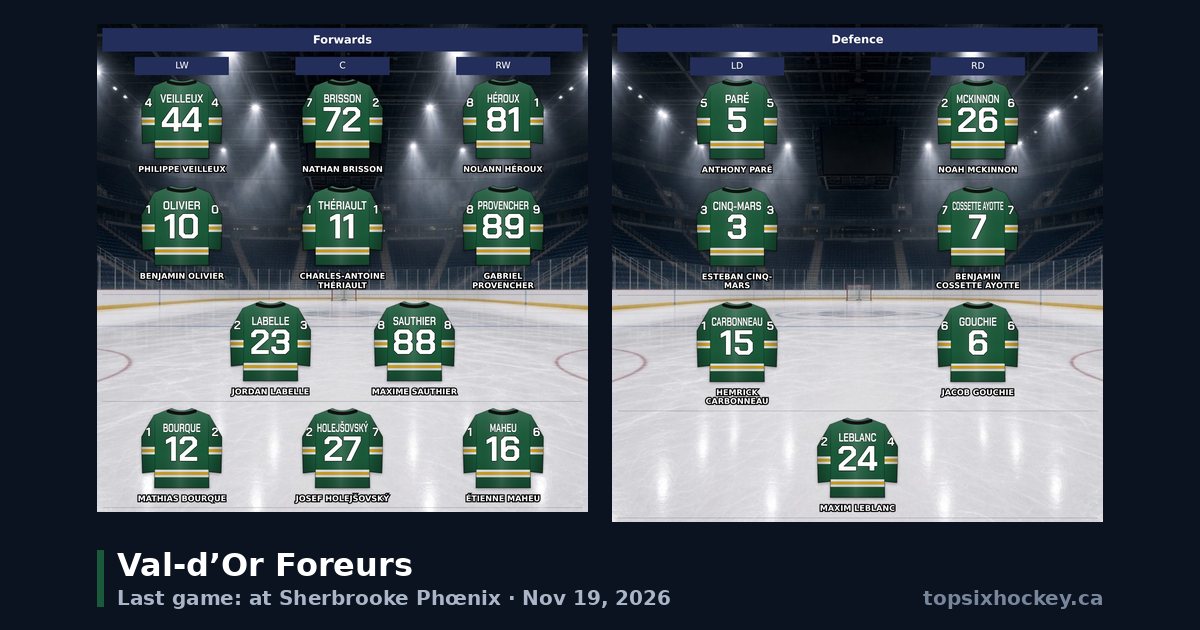 Forwards
LW C RW
4 VEILLEUX 4 7 BRISSON 2 8 HÉROUX 1
44 72 81
PHILIPPE VEILLEUX NATHAN BRISSON NOLANN HÉROUX
1 OLIVIER 0 1 THÉRIAULT 1 8 PROVENCHER 9
10 11 89
BENJAMIN OLIVIER CHARLES-ANTOINE GABRIEL
THÉRIAULT PROVENCHER
2 LABELLE 3 8 SAUTHIER 8
23 88
JORDAN LABELLE MAXIME SAUTHIER
1 BOURQUE 2 2 HOLEJŠOVSKÝ 7 1 MAHEU 6
12 27 16
MATHIAS BOURQUE JOSEF HOLEJŠOVSKÝ ÉTIENNE MAHEU
Defence
LD RD
5 PARÉ 5 2 MCKINNON 6
5 26
ANTHONY PARÉ NOAH MCKINNON
3 CINQ-MARS 3 7 COSSETTE AYOTTE 7
3 7
ESTEBAN CINQ- BENJAMIN
MARS COSSETTE AYOTTE
1 CARBONNEAU 5 6 GOUCHIE 6
15 6
HEMRICK JACOB GOUCHIE
CARBONNEAU
2 LEBLANC 4
24
MAXIM LEBLANC
Val-d’Or Foreurs
Last game: at Sherbrooke Phœnix · Nov 19, 2026
topsixhockey.ca